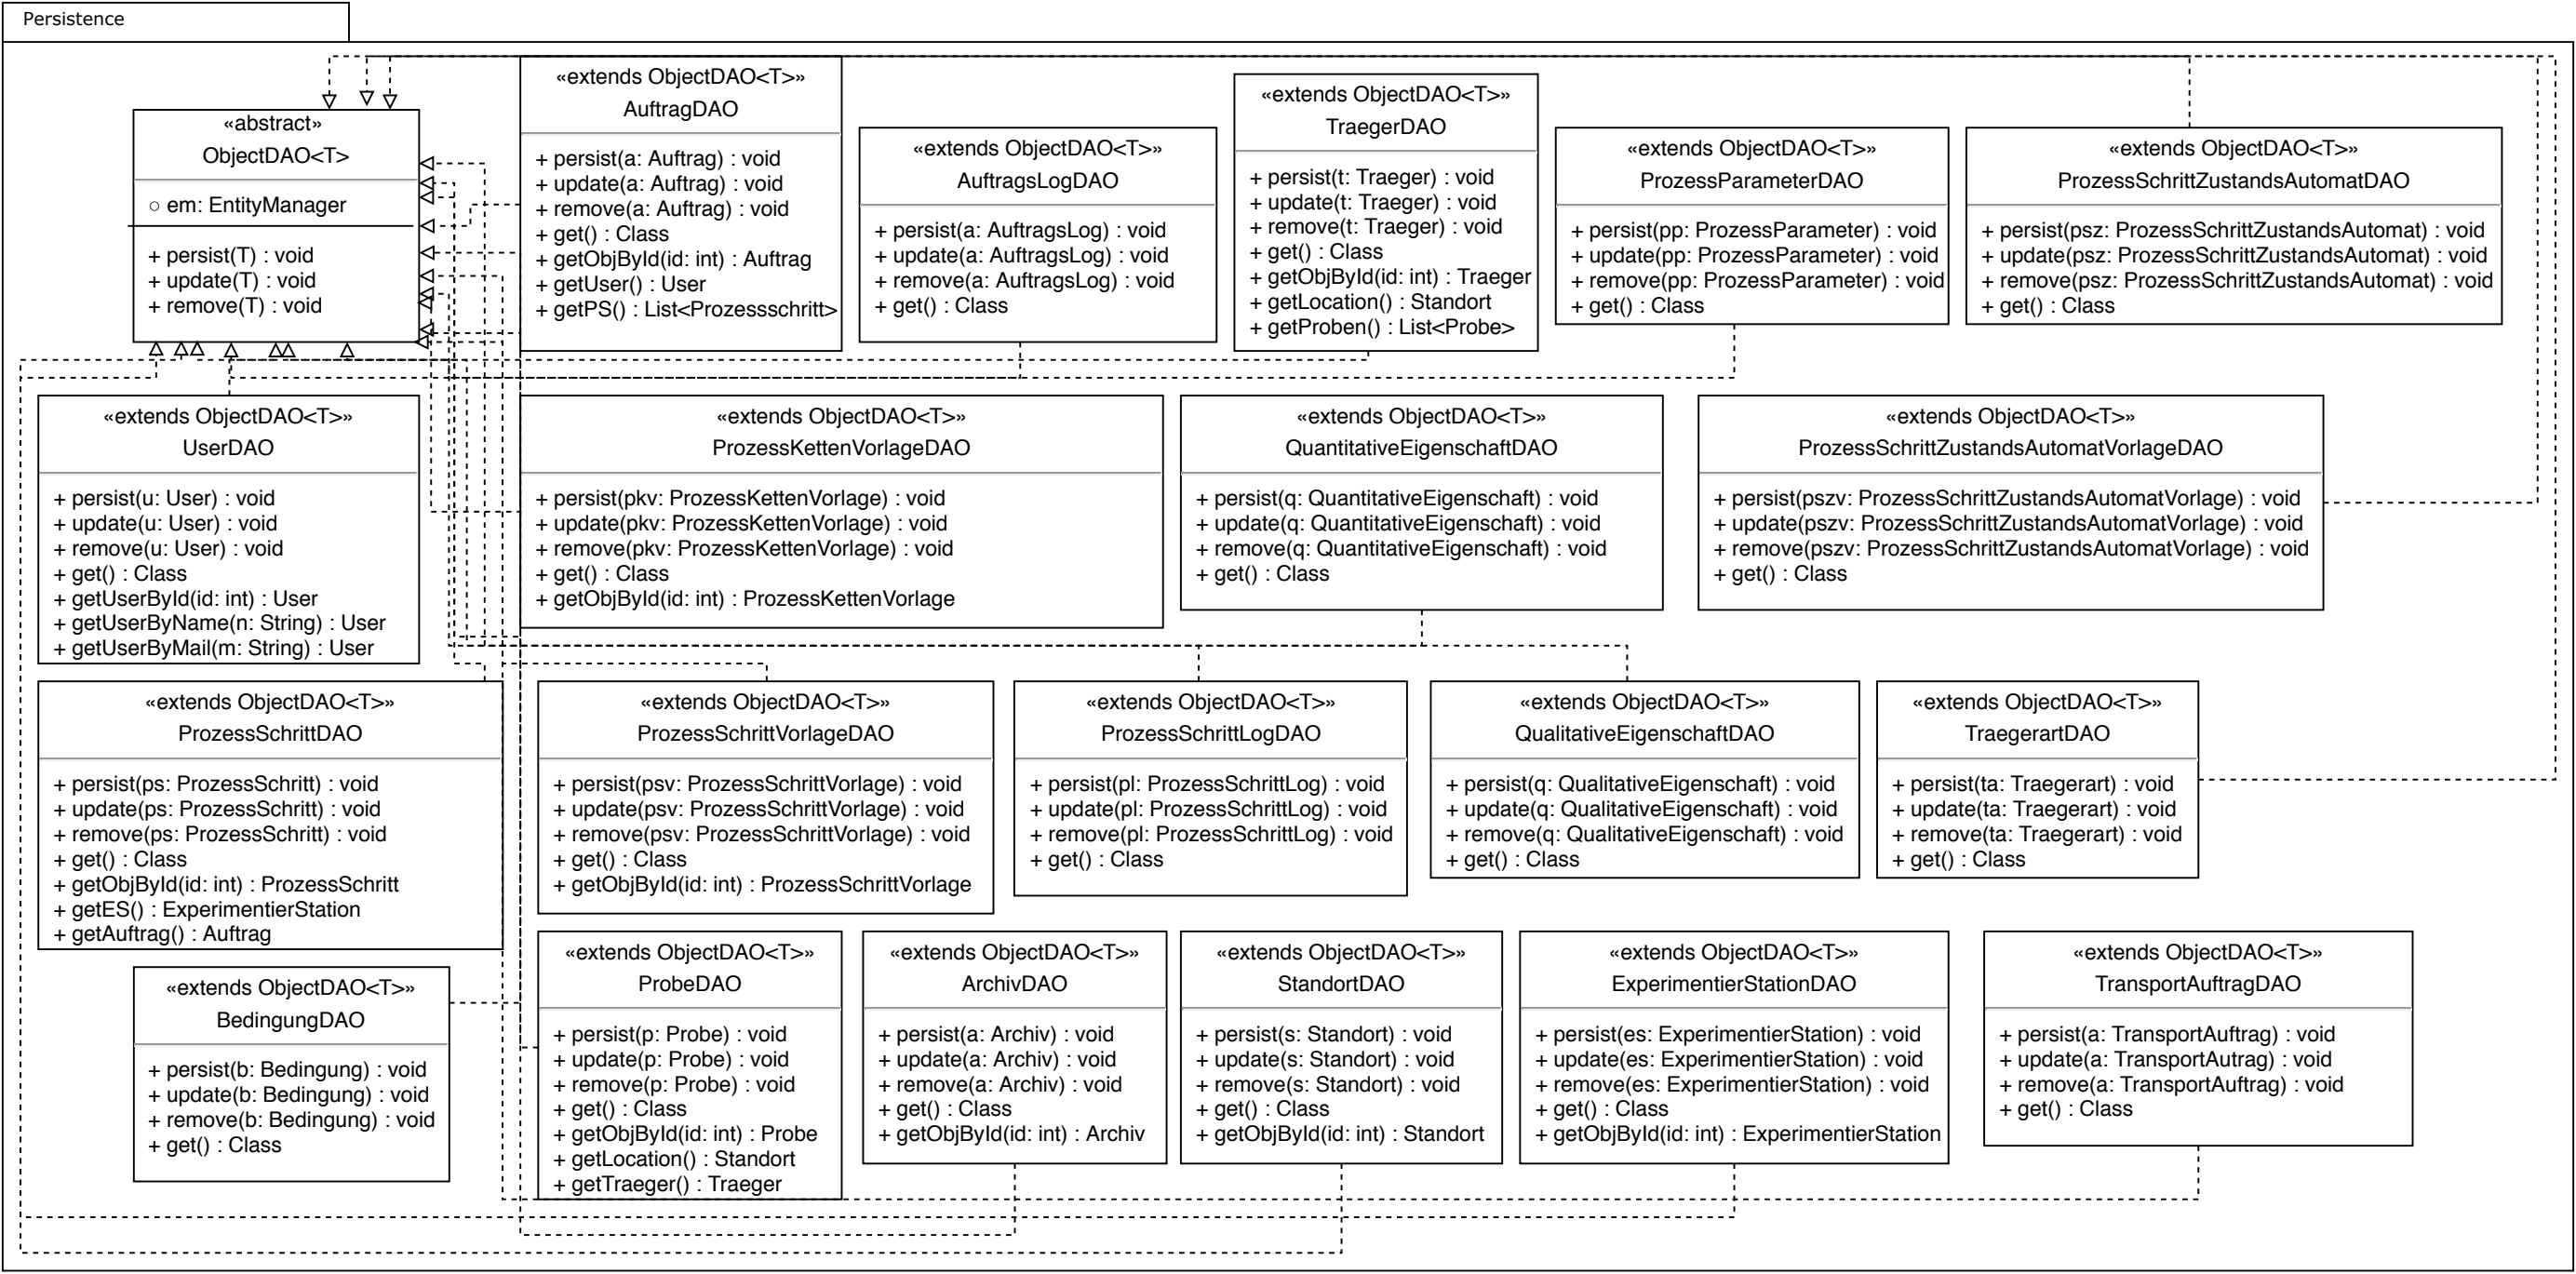 Persistence
«abstract»
ObjectDAO<T>
○ em: EntityManager
+ persist(T) : void
+ update(T) : void
+ remove(T) : void
«extends ObjectDAO<T>»
AuftragDAO
+ persist(a: Auftrag) : void
+ update(a: Auftrag) : void
+ remove(a: Auftrag) : void
+ get() : Class
+ getObjById(id: int) : Auftrag
+ getUser() : User
+ getPS() : List<Prozessschritt>
«extends ObjectDAO<T>»
AuftragsLogDAO
+ persist(a: AuftragsLog) : void
+ update(a: AuftragsLog) : void
+ remove(a: AuftragsLog) : void
+ get() : Class
«extends ObjectDAO<T>»
TraegerDAO
+ persist(t: Traeger) : void
+ update(t: Traeger) : void
+ remove(t: Traeger) : void
+ get() : Class
+ getObjById(id: int) : Traeger
+ getLocation() : Standort
+ getProben() : List<Probe>
«extends ObjectDAO<T>»
ProzessParameterDAO
+ persist(pp: ProzessParameter) : void
+ update(pp: ProzessParameter) : void
+ remove(pp: ProzessParameter) : void
+ get() : Class
«extends ObjectDAO<T>»
ProzessSchrittZustandsAutomatDAO
+ persist(psz: ProzessSchrittZustandsAutomat) : void
+ update(psz: ProzessSchrittZustandsAutomat) : void
+ remove(psz: ProzessSchrittZustandsAutomat) : void
+ get() : Class
«extends ObjectDAO<T>»
UserDAO
+ persist(u: User) : void
+ update(u: User) : void
+ remove(u: User) : void
+ get() : Class
+ getUserById(id: int) : User
+ getUserByName(n: String) : User
+ getUserByMail(m: String) : User
«extends ObjectDAO<T>»
ProzessKettenVorlageDAO
+ persist(pkv: ProzessKettenVorlage) : void
+ update(pkv: ProzessKettenVorlage) : void
+ remove(pkv: ProzessKettenVorlage) : void
+ get() : Class
+ getObjById(id: int) : ProzessKettenVorlage
«extends ObjectDAO<T>»
QuantitativeEigenschaftDAO
+ persist(q: QuantitativeEigenschaft) : void
+ update(q: QuantitativeEigenschaft) : void
+ remove(q: QuantitativeEigenschaft) : void
+ get() : Class
«extends ObjectDAO<T>»
ProzessSchrittZustandsAutomatVorlageDAO
+ persist(pszv: ProzessSchrittZustandsAutomatVorlage) : void
+ update(pszv: ProzessSchrittZustandsAutomatVorlage) : void
+ remove(pszv: ProzessSchrittZustandsAutomatVorlage) : void
+ get() : Class
«extends ObjectDAO<T>»
ProzessSchrittDAO
+ persist(ps: ProzessSchritt) : void
+ update(ps: ProzessSchritt) : void
+ remove(ps: ProzessSchritt) : void
+ get() : Class
+ getObjById(id: int) : ProzessSchritt
+ getES() : ExperimentierStation
+ getAuftrag() : Auftrag
«extends ObjectDAO<T>»
ProzessSchrittVorlageDAO
+ persist(psv: ProzessSchrittVorlage) : void
+ update(psv: ProzessSchrittVorlage) : void
+ remove(psv: ProzessSchrittVorlage) : void
+ get() : Class
+ getObjById(id: int) : ProzessSchrittVorlage
«extends ObjectDAO<T>»
ProzessSchrittLogDAO
+ persist(pl: ProzessSchrittLog) : void
+ update(pl: ProzessSchrittLog) : void
+ remove(pl: ProzessSchrittLog) : void
+ get() : Class
«extends ObjectDAO<T>»
QualitativeEigenschaftDAO
+ persist(q: QualitativeEigenschaft) : void
+ update(q: QualitativeEigenschaft) : void
+ remove(q: QualitativeEigenschaft) : void
+ get() : Class
«extends ObjectDAO<T>»
TraegerartDAO
+ persist(ta: Traegerart) : void
+ update(ta: Traegerart) : void
+ remove(ta: Traegerart) : void
+ get() : Class
«extends ObjectDAO<T>»
BedingungDAO
+ persist(b: Bedingung) : void
+ update(b: Bedingung) : void
+ remove(b: Bedingung) : void
+ get() : Class
«extends ObjectDAO<T>»
ProbeDAO
+ persist(p: Probe) : void
+ update(p: Probe) : void
+ remove(p: Probe) : void
+ get() : Class
+ getObjById(id: int) : Probe
+ getLocation() : Standort
+ getTraeger() : Traeger
«extends ObjectDAO<T>»
ArchivDAO
+ persist(a: Archiv) : void
+ update(a: Archiv) : void
+ remove(a: Archiv) : void
+ get() : Class
+ getObjById(id: int) : Archiv
«extends ObjectDAO<T>»
StandortDAO
+ persist(s: Standort) : void
+ update(s: Standort) : void
+ remove(s: Standort) : void
+ get() : Class
+ getObjById(id: int) : Standort
«extends ObjectDAO<T>»
ExperimentierStationDAO
+ persist(es: ExperimentierStation) : void
+ update(es: ExperimentierStation) : void
+ remove(es: ExperimentierStation) : void
+ get() : Class
+ getObjById(id: int) : ExperimentierStation
«extends ObjectDAO<T>»
TransportAuftragDAO
+ persist(a: TransportAuftrag) : void
+ update(a: TransportAutrag) : void
+ remove(a: TransportAuftrag) : void
+ get() : Class